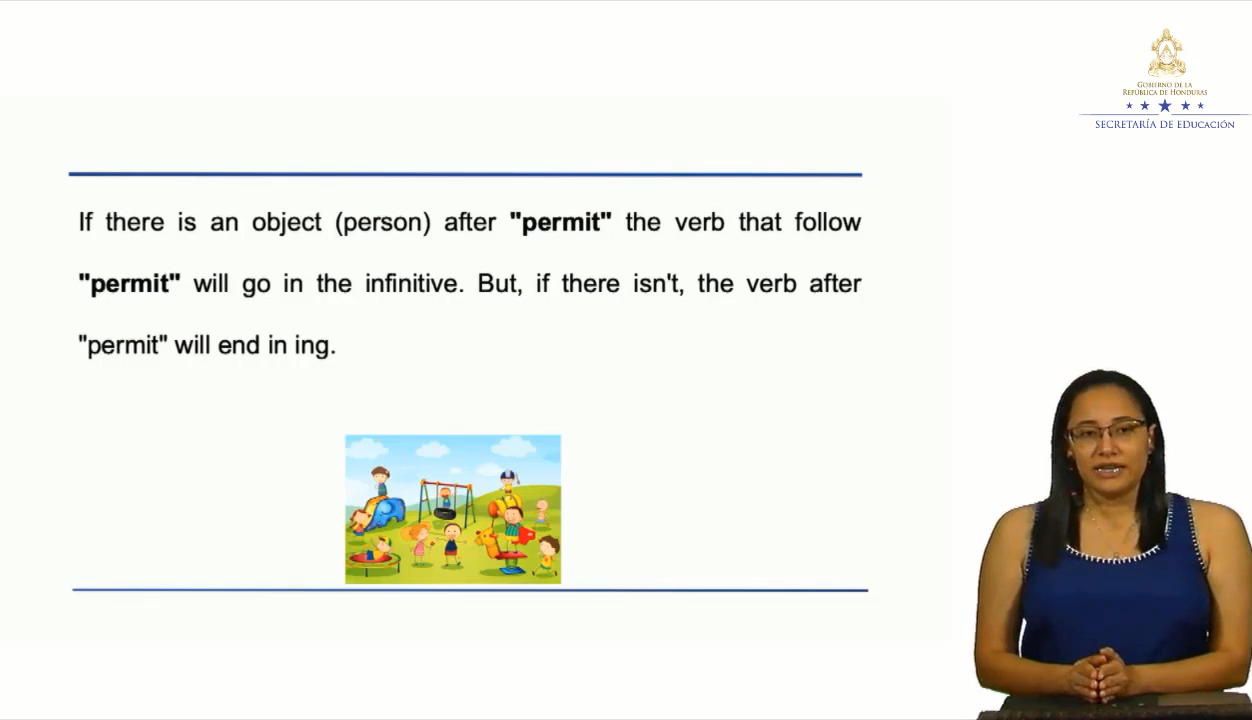 GOBIERNO DE LA
REPÚBLICA DE HONDURAS
SECRETARÍA DE EDUCACIÓN
If there is an object (person) after "permit" the verb that follow
"permit" will go in the infinitive. But, if there isn't, the verb after
"permit" will end in ing.